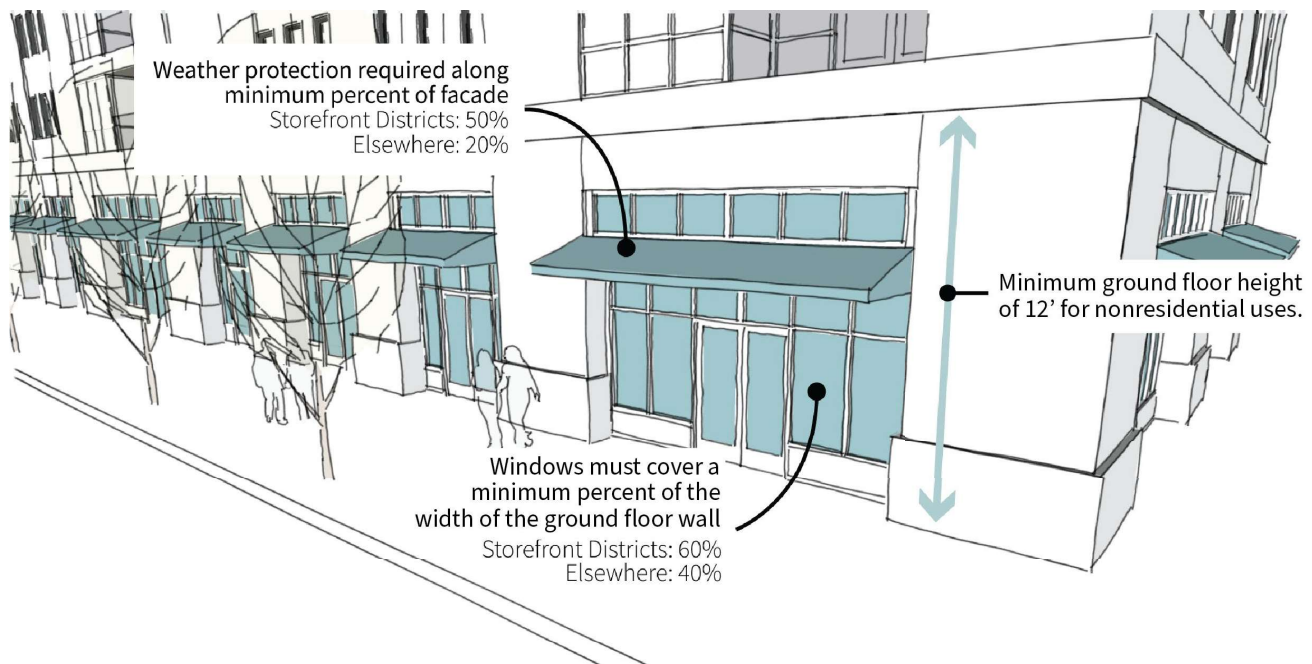 Weather protection required along
minimum percent of facade
Storefront Districts: 50%
Elsewhere: 20%
Minimum ground floor height
of 12’ for nonresidential uses.
Windows must cover a
minimum percent of the
width of the ground floor wall
Storefront Districts: 60%
Elsewhere: 40%